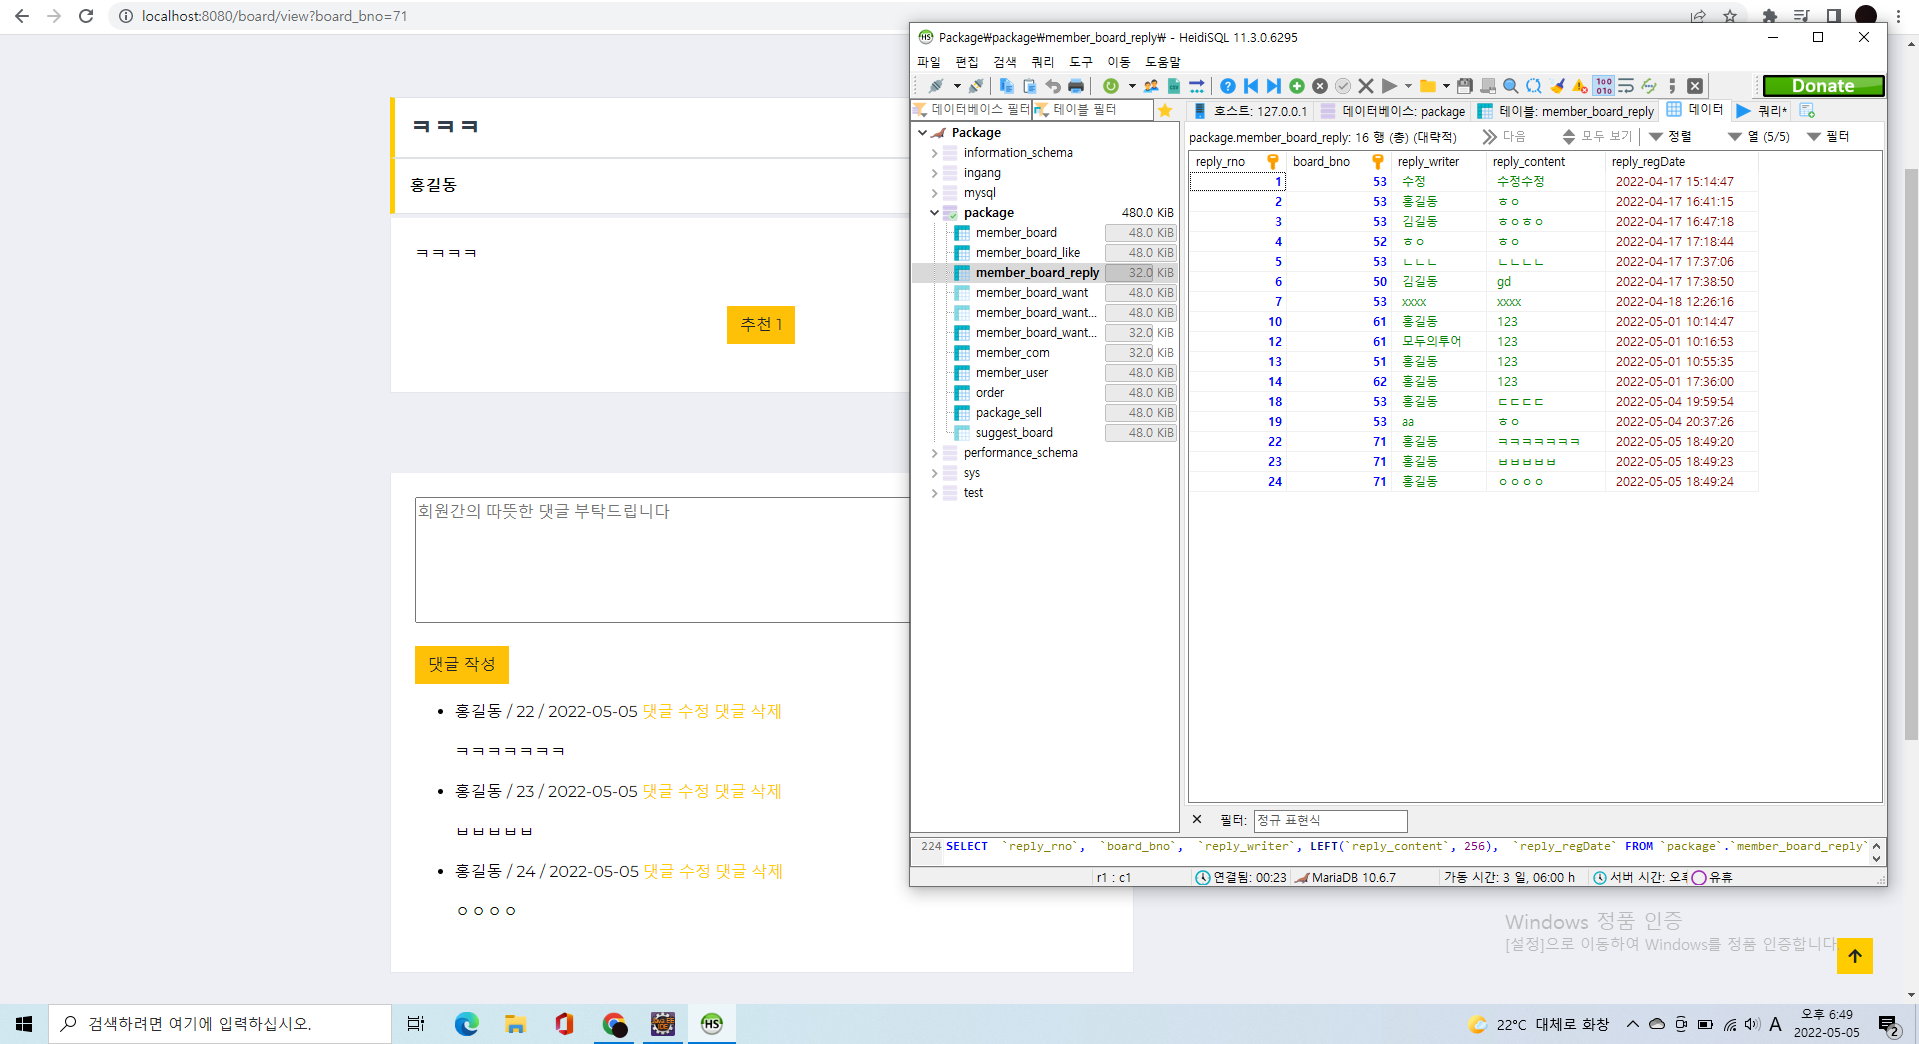 localhost:8080/board/view?board_bno=71
ㅋㅋㅋ
홍길동
ㅋㅋㅋㅋ
추천 1
회원간의 따뜻한 댓글 부탁드립니다
댓글 작성
홍길동 / 22 / 2022-05-05 댓글 수정 댓글 삭제
ㅋㅋㅋㅋㅋㅋㅋ
홍길동 / 23 / 2022-05-05 댓글 수정 댓글 삭제
ㅂㅂㅂㅂㅂ
홍길동 / 24 / 2022-05-05 댓글 수정 댓글 삭제
ㅇㅇㅇㅇ
HS Package₩package₩member_board_reply₩ - HeidiSQL 11.3.0.6295
파일 편집 검색 쿼리 도구 이동 도움말
Donate
데이터베이스 필터 테이블 필터
호스트: 127.0.0.1 데이터베이스: package 테이블: member_board_reply 데이터 쿼리*
Package
information_schema
ingang
mysql
package 480.0 KiB
member_board 48.0 KiB
member_board_like 48.0 KiB
member_board_reply 32.0 KiB
member_board_want 48.0 KiB
member_board_want... 48.0 KiB
member_board_want... 32.0 KiB
member_com 32.0 KiB
member_user 48.0 KiB
order 48.0 KiB
package_sell 48.0 KiB
suggest_board 48.0 KiB
performance_schema
sys
test
package.member_board_reply: 16 행 (총) (대략적) 다음 모두 보기 정렬 열 (5/5) 필터
reply_rno board_bno reply_writer reply_content reply_regDate
1 53 수정 수정수정 2022-04-17 15:14:47
2 53 홍길동 ㅎㅇ 2022-04-17 16:41:15
3 53 김길동 ㅎㅇㅎㅇ 2022-04-17 16:47:18
4 52 ㅎㅇ ㅎㅇ 2022-04-17 17:18:44
5 53 ㄴㄴㄴ ㄴㄴㄴㄴ 2022-04-17 17:37:06
6 50 김길동 gd 2022-04-17 17:38:50
7 53 xxxx xxxx 2022-04-18 12:26:16
10 61 홍길동 123 2022-05-01 10:14:47
12 61 모두의투어 123 2022-05-01 10:16:53
13 51 홍길동 123 2022-05-01 10:55:35
14 62 홍길동 123 2022-05-01 17:36:00
18 53 홍길동 ㄷㄷㄷㄷ 2022-05-04 19:59:54
19 53 aa ㅎㅇ 2022-05-04 20:37:26
22 71 홍길동 ㅋㅋㅋㅋㅋㅋㅋ 2022-05-05 18:49:20
23 71 홍길동 ㅂㅂㅂㅂㅂ 2022-05-05 18:49:23
24 71 홍길동 ㅇㅇㅇㅇ 2022-05-05 18:49:24
필터: 정규 표현식
224 SELECT `reply_rno`, `board_bno`, `reply_writer`, LEFT(`reply_content`, 256), `reply_regDate` FROM `package`.`member_board_reply`
r1 : c1 연결됨: 00:23 MariaDB 10.6.7 가동 시간: 3 일, 06:00 h 서버 시간: 오후 유휴
Windows 정품 인증
[설정]으로 이동하여 Windows를 정품 인증합니다.
검색하려면 여기에 입력하십시오.
HS
22°C 대체로 화창
A
오후 6:49
2022-05-05
2